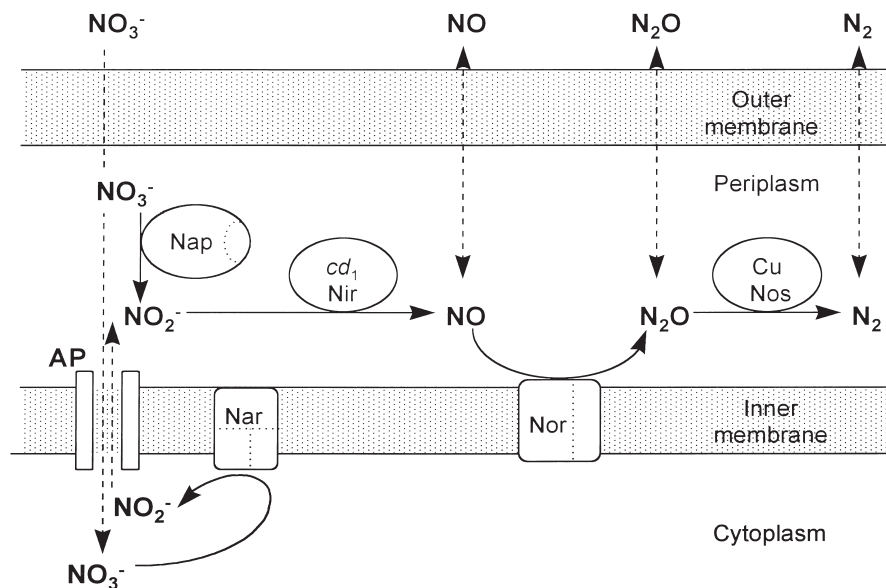 NO₃⁻ NO N₂O N₂
Outer
membrane
Periplasm
NO₃⁻
Nap
cd₁
Nir
Cu
Nos
NO₂⁻ NO N₂O N₂
AP
Nar
Nor
Inner
membrane
NO₂⁻
Cytoplasm
NO₃⁻